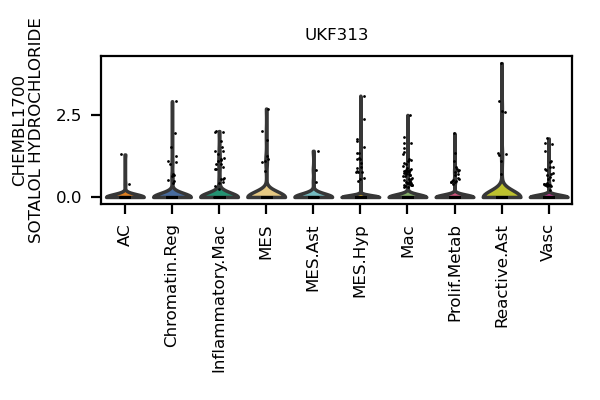 UKF313
CHEMBL1700
SOTALOL HYDROCHLORIDE
2.5
0.0
AC
Chromatin.Reg
Inflammatory.Mac
MES
MES.Ast
MES.Hyp
Mac
Prolif.Metab
Reactive.Ast
Vasc